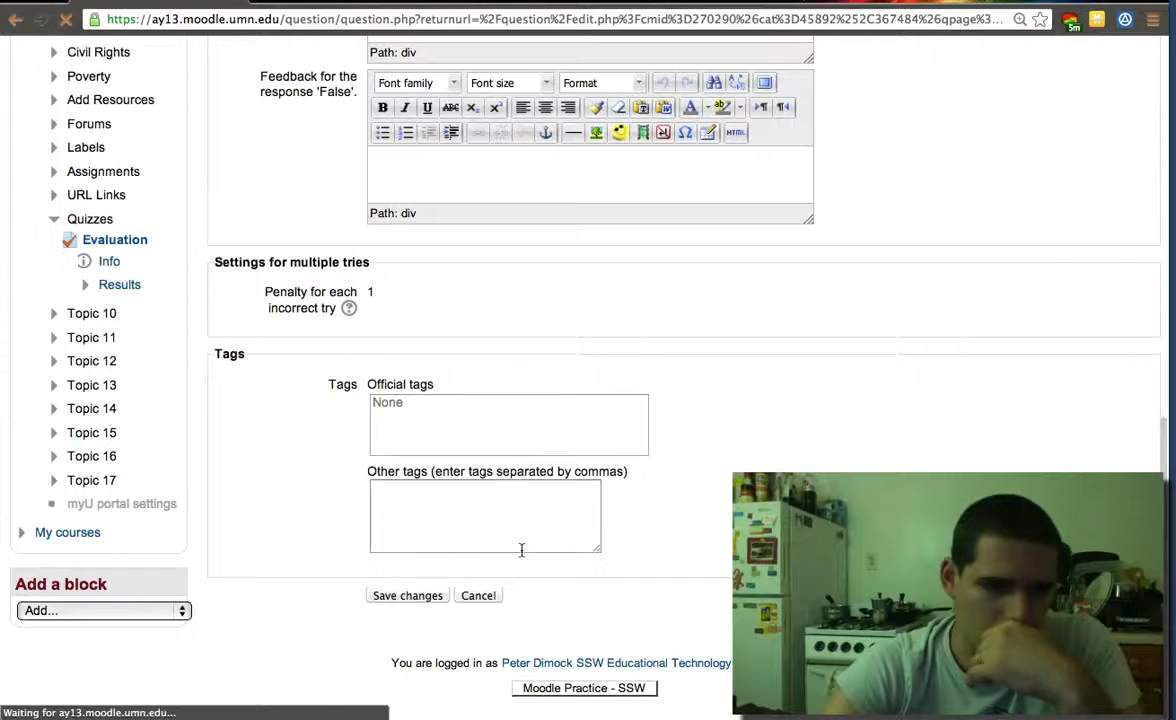 https://ay13.moodle.umn.edu/question/question.php?returnurl=%2Fquestion%2Fedit.php%3Fcmid%3D270290%26cat%3D45892%252C367484%26qpage%3...
5m
Civil Rights
Poverty
Add Resources
Forums
Labels
Assignments
URL Links
Quizzes
Evaluation
Info
Results
Topic 10
Topic 11
Topic 12
Topic 13
Topic 14
Topic 15
Topic 16
Topic 17
myU portal settings
My courses
Add a block
Add...
Path: div
Feedback for the
response 'False'.
Font family
Font size
Format
B I U ABC X₂ X²
HTML
Path: div
Settings for multiple tries
Penalty for each
incorrect try
1
Tags
Tags
Official tags
None
Other tags (enter tags separated by commas)
Save changes
Cancel
You are logged in as Peter Dimock SSW Educational Technology
Moodle Practice - SSW
Waiting for ay13.moodle.umn.edu...